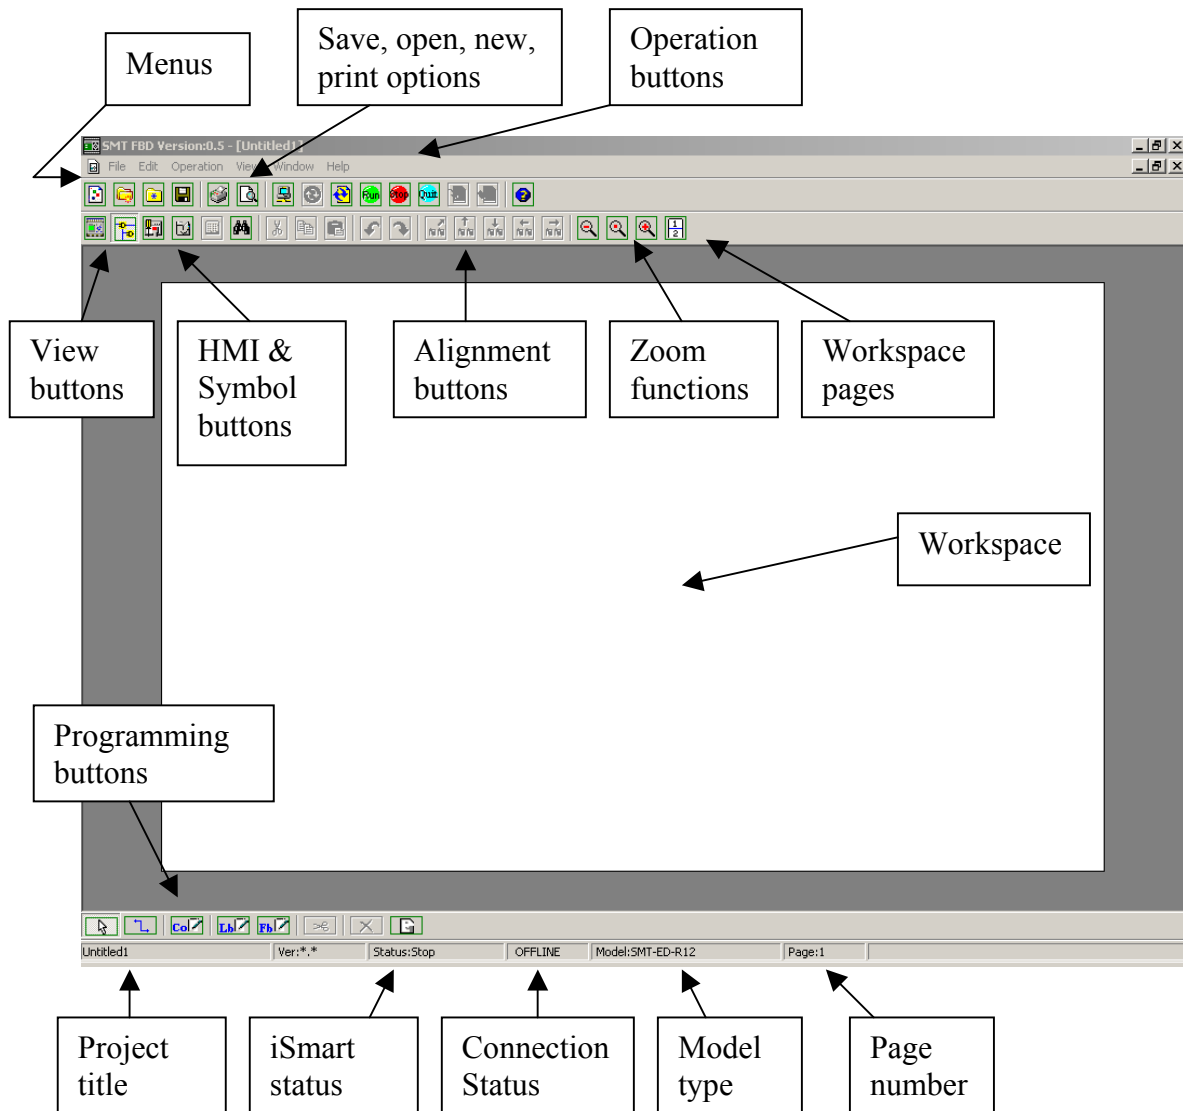 Menus
Save, open, new,
print options
Operation
buttons
SMT FBD Version:0.5 - [Untitled1]
File Edit Operation View Window Help
Run Stop Quit
1
2
View
buttons
HMI &
Symbol
buttons
Alignment
buttons
Zoom
functions
Workspace
pages
Workspace
Programming
buttons
Co Lb Fb
Untitled1 Ver:*.* Status:Stop OFFLINE Model:SMT-ED-R12 Page:1
Project
title
iSmart
status
Connection
Status
Model
type
Page
number